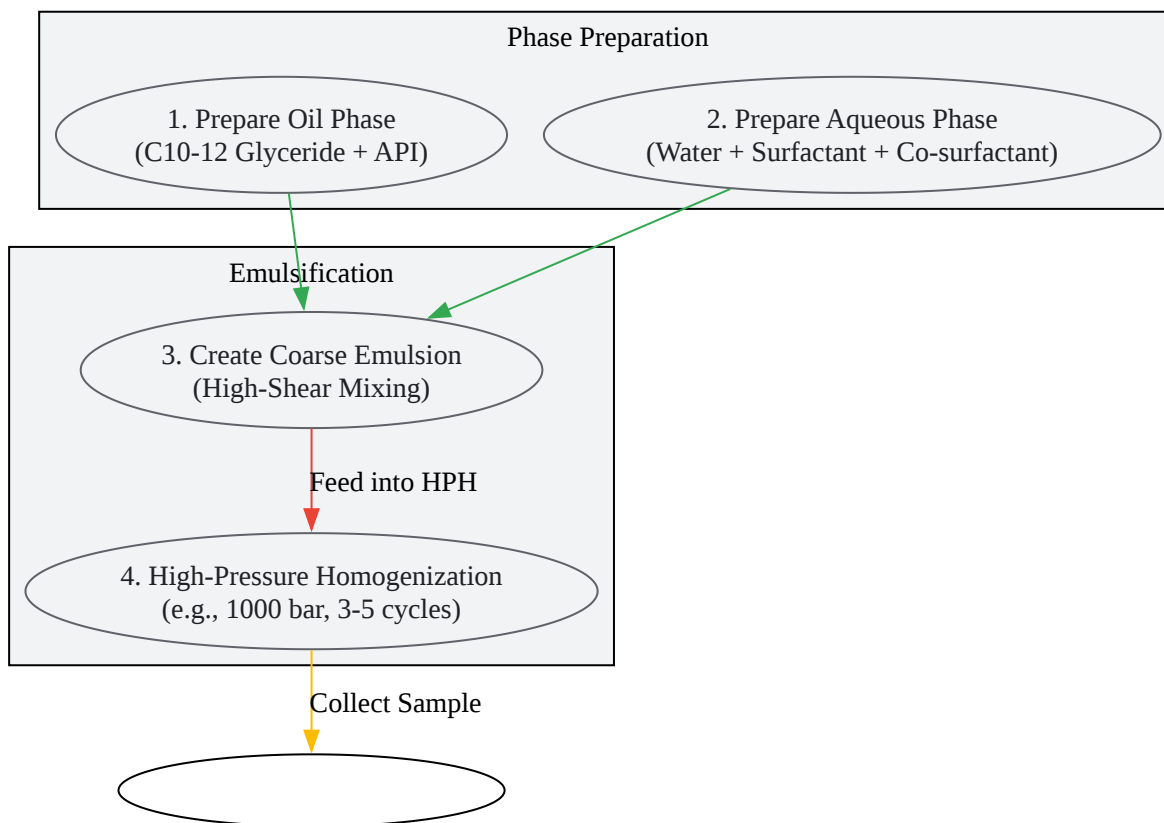 Phase Preparation
1. Prepare Oil Phase
(C10-12 Glyceride + API)
2. Prepare Aqueous Phase
(Water + Surfactant + Co-surfactant)
Emulsification
3. Create Coarse Emulsion
(High-Shear Mixing)
Feed into HPH
4. High-Pressure Homogenization
(e.g., 1000 bar, 3-5 cycles)
Collect Sample